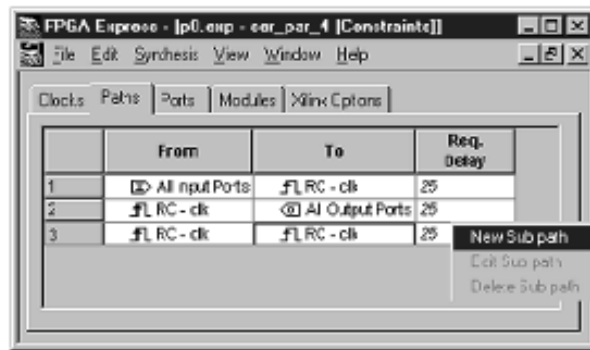 FPGA Express - [p0.exp - ser_par_4 [Constraints]]
File Edit Synthesis View Window Help
Clocks Paths Ports Modules Xilinx Options
From To Req. Delay
1 All Input Ports RC - clk 25
2 RC - clk All Output Ports 25
3 RC - clk RC - clk 25
New Sub path
Edit Sub path
Delete Sub path